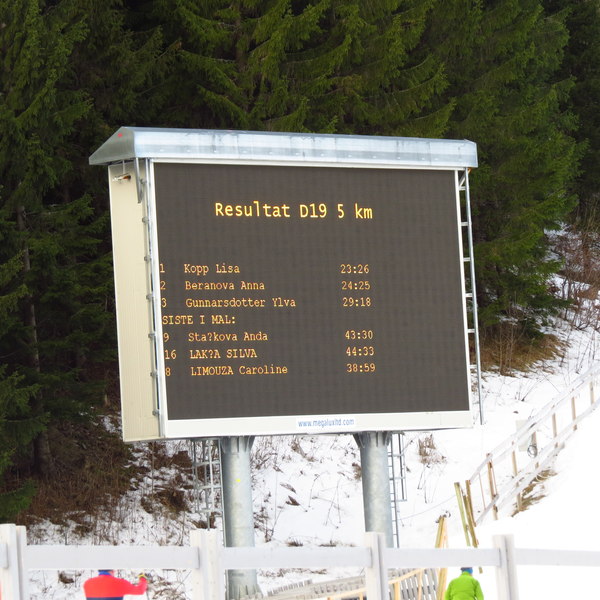 Resultat D19 5 km
1 Kopp Lisa 23:26
2 Beranova Anna 24:25
3 Gunnarsdotter Ylva 29:18
SISTE I MAL:
9 Sta?kova Anda 43:30
16 LAK?A SILVA 44:33
8 LIMOUZA Caroline 38:59
www.megaluxhd.com